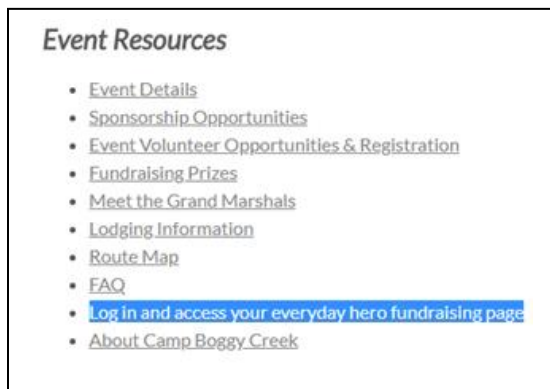 Event Resources
Event Details
Sponsorship Opportunities
Event Volunteer Opportunities & Registration
Fundraising Prizes
Meet the Grand Marshals
Lodging Information
Route Map
FAQ
Log in and access your everyday hero fundraising page
About Camp Boggy Creek